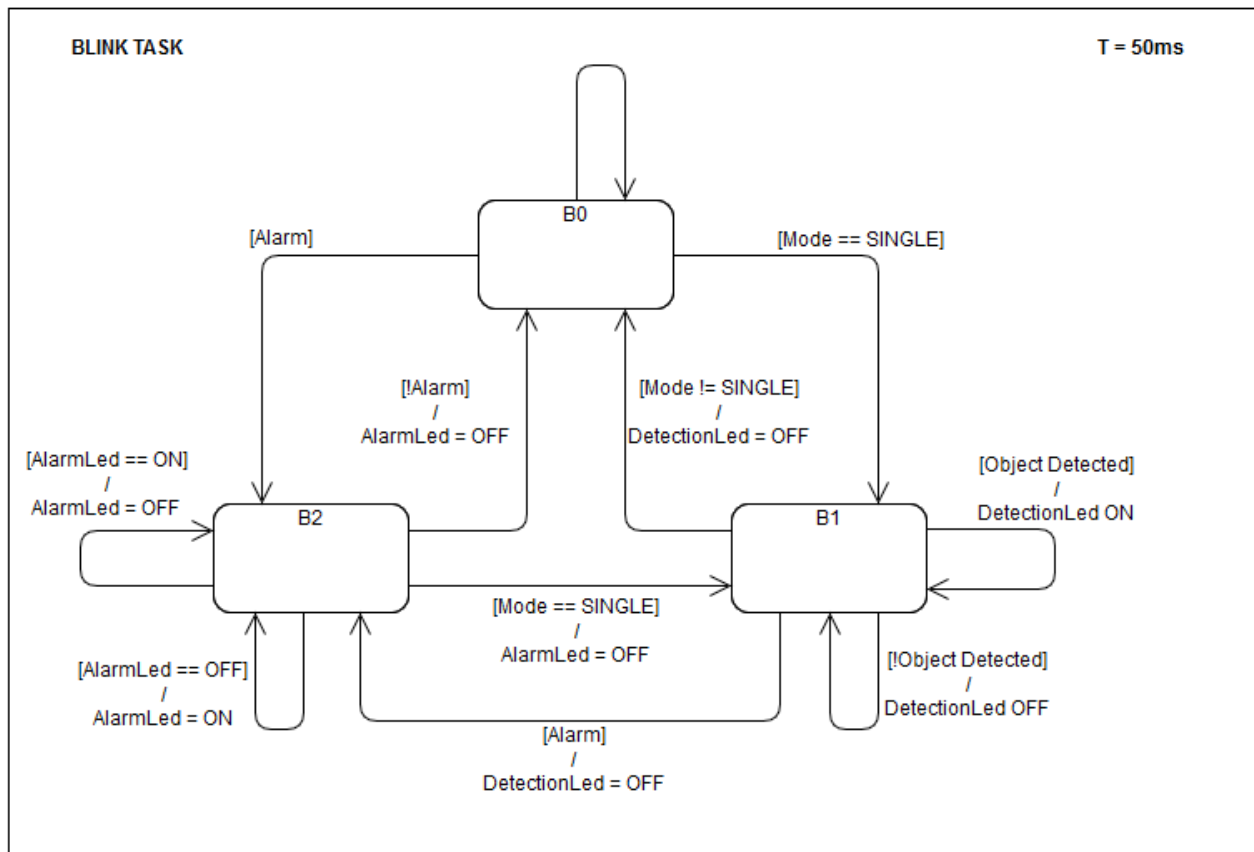 BLINK TASK
T = 50ms
B0
[Alarm]
[Mode == SINGLE]
[!Alarm]
/
AlarmLed = OFF
[Mode != SINGLE]
/
DetectionLed = OFF
[AlarmLed == ON]
/
AlarmLed = OFF
[Object Detected]
/
DetectionLed ON
B2
B1
[Mode == SINGLE]
/
AlarmLed = OFF
[AlarmLed == OFF]
/
AlarmLed = ON
[!Object Detected]
/
DetectionLed OFF
[Alarm]
/
DetectionLed = OFF